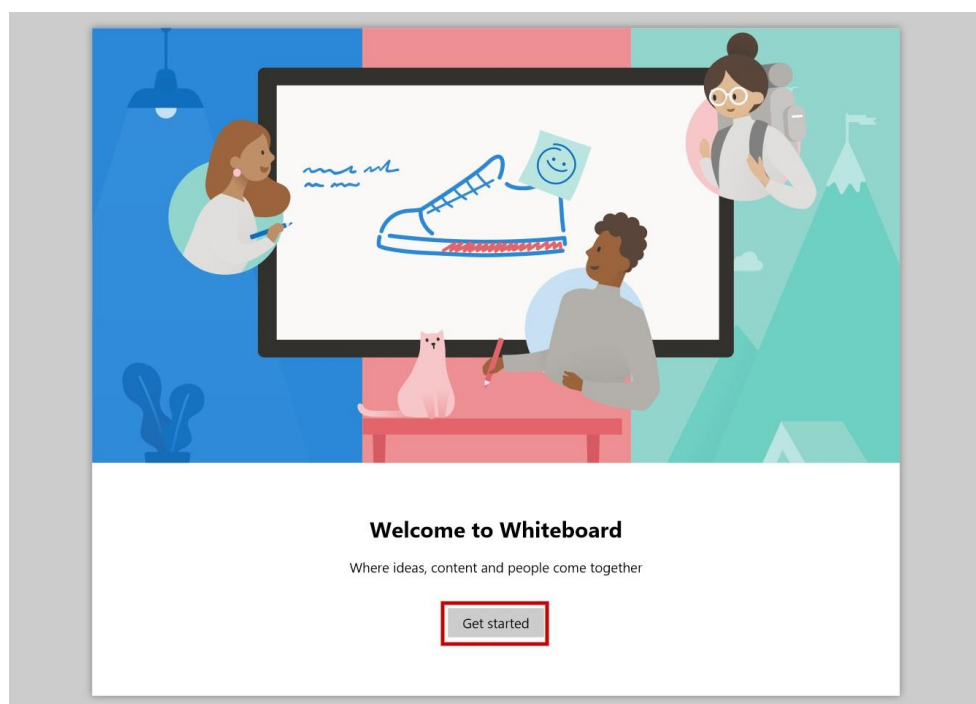 Welcome to Whiteboard
Where ideas, content and people come together
Get started